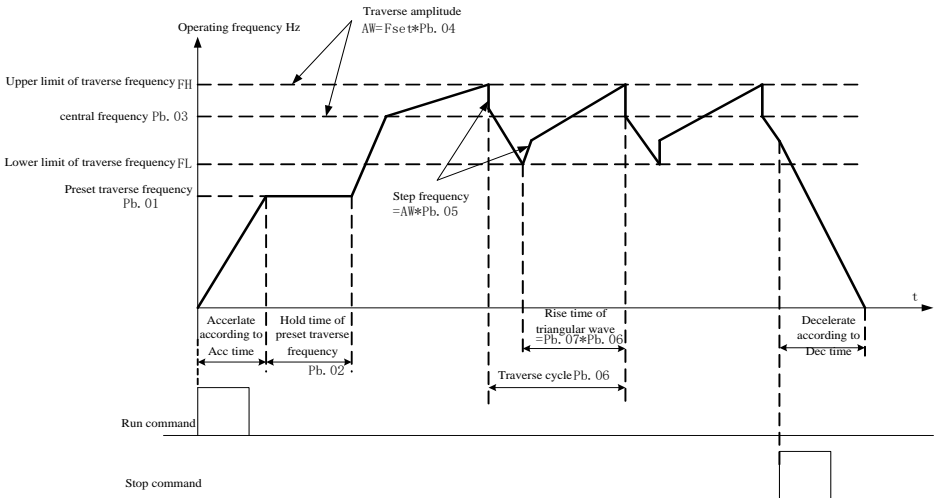 Traverse amplitude
AW=Fset*Pb.04
Operating frequency Hz
Upper limit of traverse frequency FH
central frequency Pb.03
Lower limit of traverse frequency FL
Preset traverse frequency
Pb.01
Step frequency
=AW*Pb.05
t
Accerlate
according to
Acc time
Hold time of
preset traverse
frequency
Pb.02
Rise time of
triangular wave
=Pb.07*Pb.06
Traverse cycle Pb.06
Decelerate
according to
Dec time
Run command
Stop command